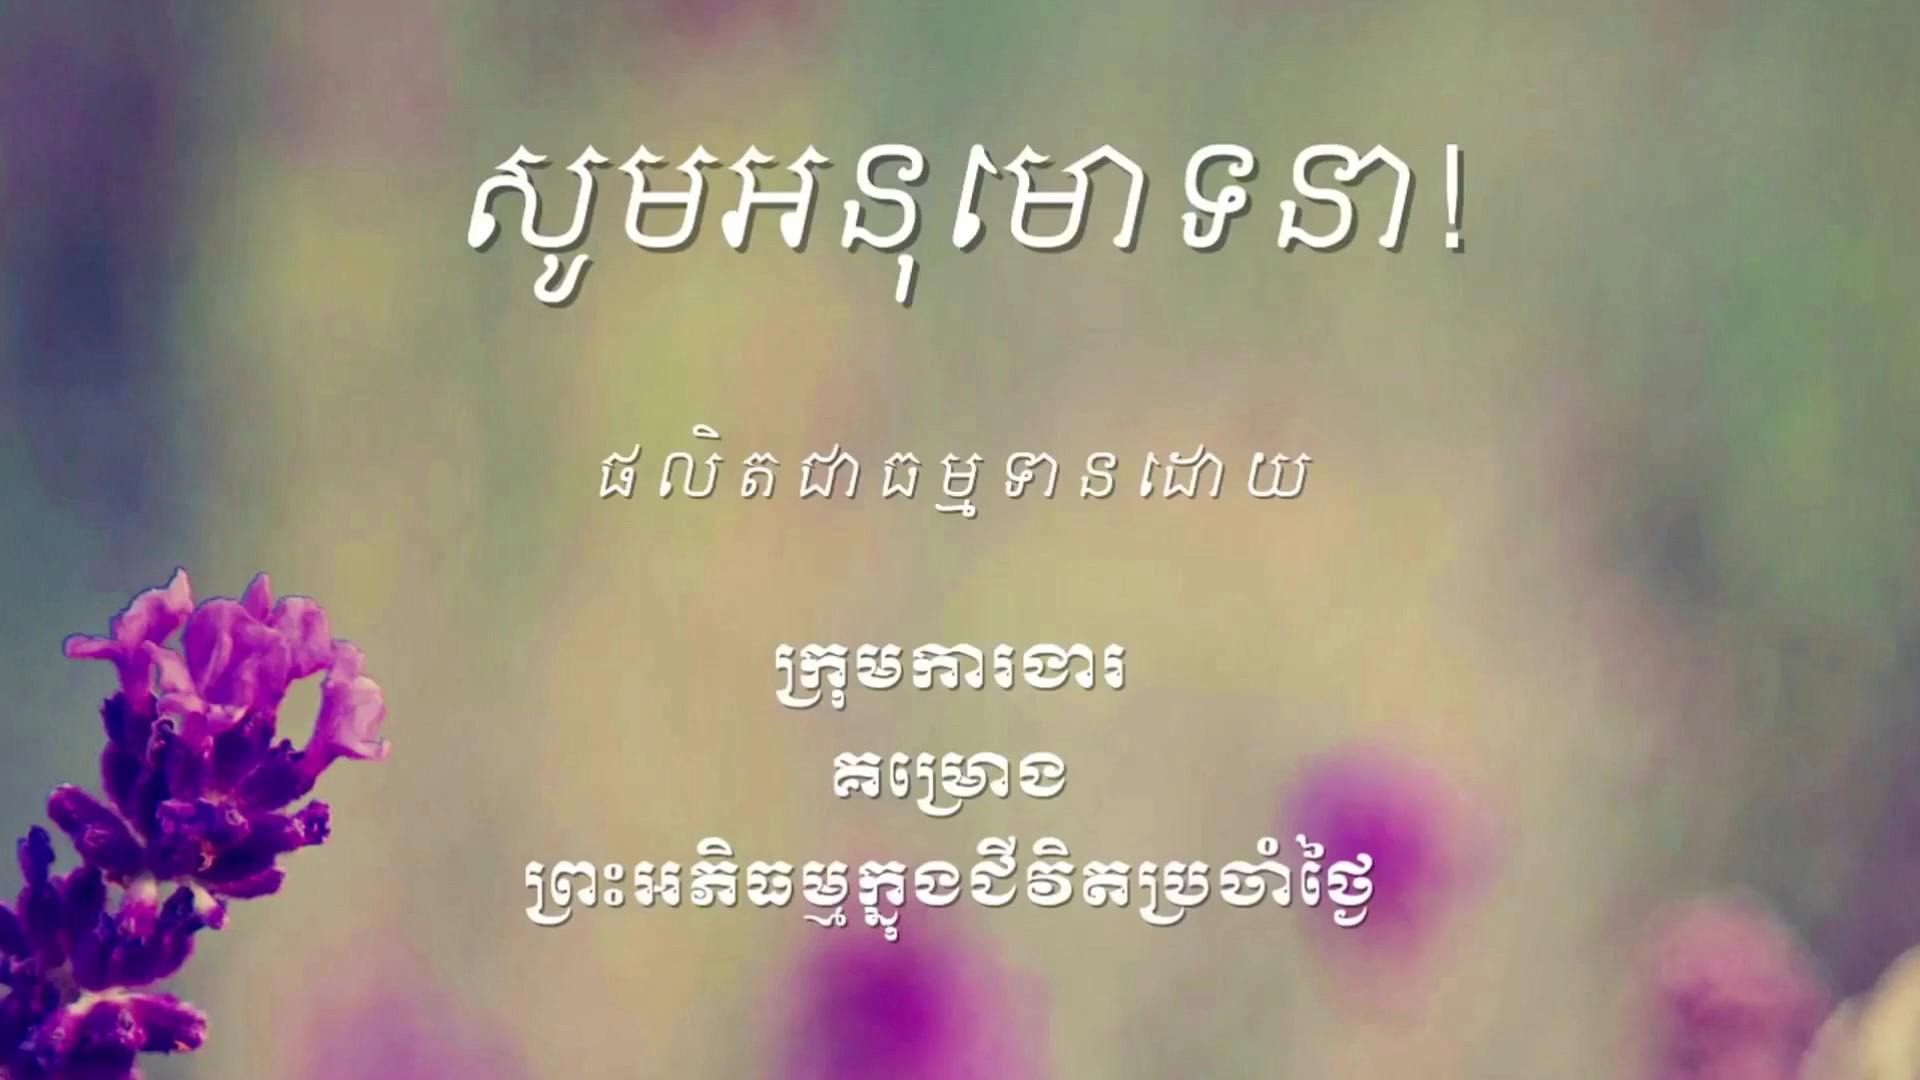 សូមអនុមោទនា!
ផលិតជាធម្មទានដោយ
ក្រុមការងារ
គម្រោង
ព្រះអភិធម្មក្នុងជីវិតប្រចាំថ្ងៃ